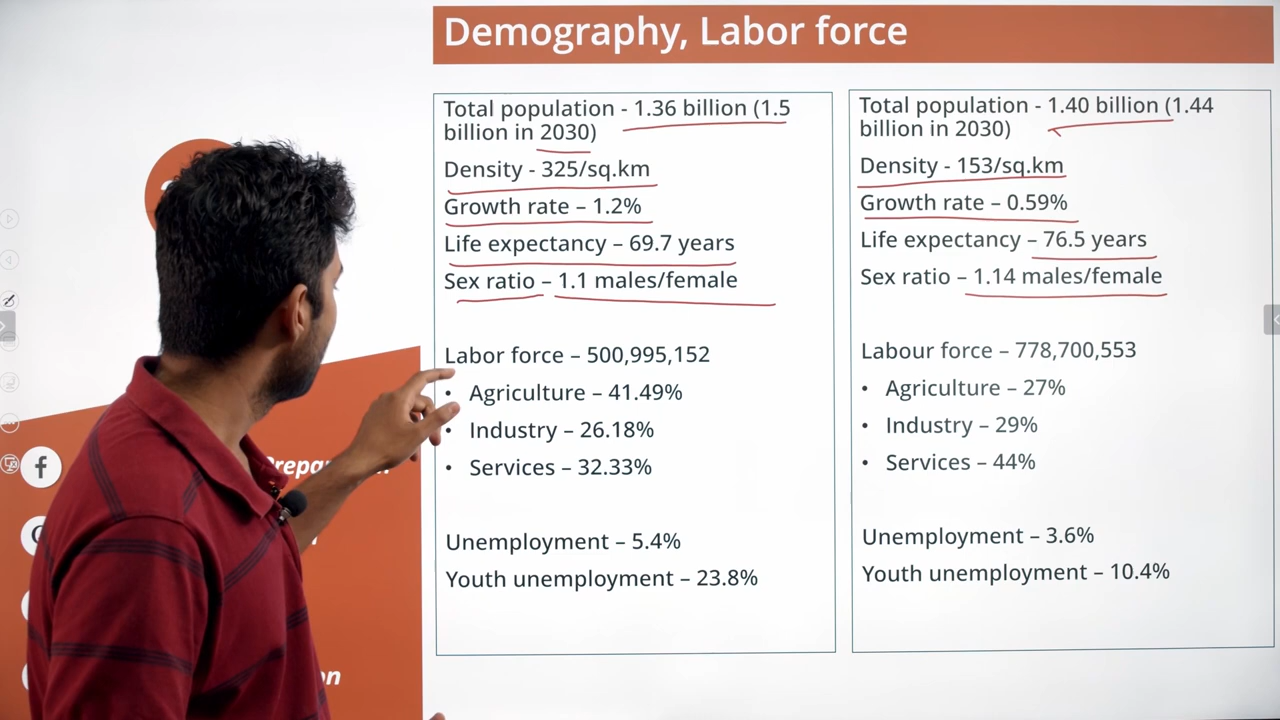 Demography, Labor force
Total population - 1.36 billion (1.5
billion in 2030)
Density - 325/sq.km
Growth rate – 1.2%
Life expectancy – 69.7 years
Sex ratio – 1.1 males/female
Labor force – 500,995,152
• Agriculture – 41.49%
• Industry – 26.18%
• Services – 32.33%
Unemployment – 5.4%
Youth unemployment – 23.8%
Total population - 1.40 billion (1.44
billion in 2030)
Density - 153/sq.km
Growth rate – 0.59%
Life expectancy – 76.5 years
Sex ratio – 1.14 males/female
Labour force – 778,700,553
• Agriculture – 27%
• Industry – 29%
• Services – 44%
Unemployment – 3.6%
Youth unemployment – 10.4%